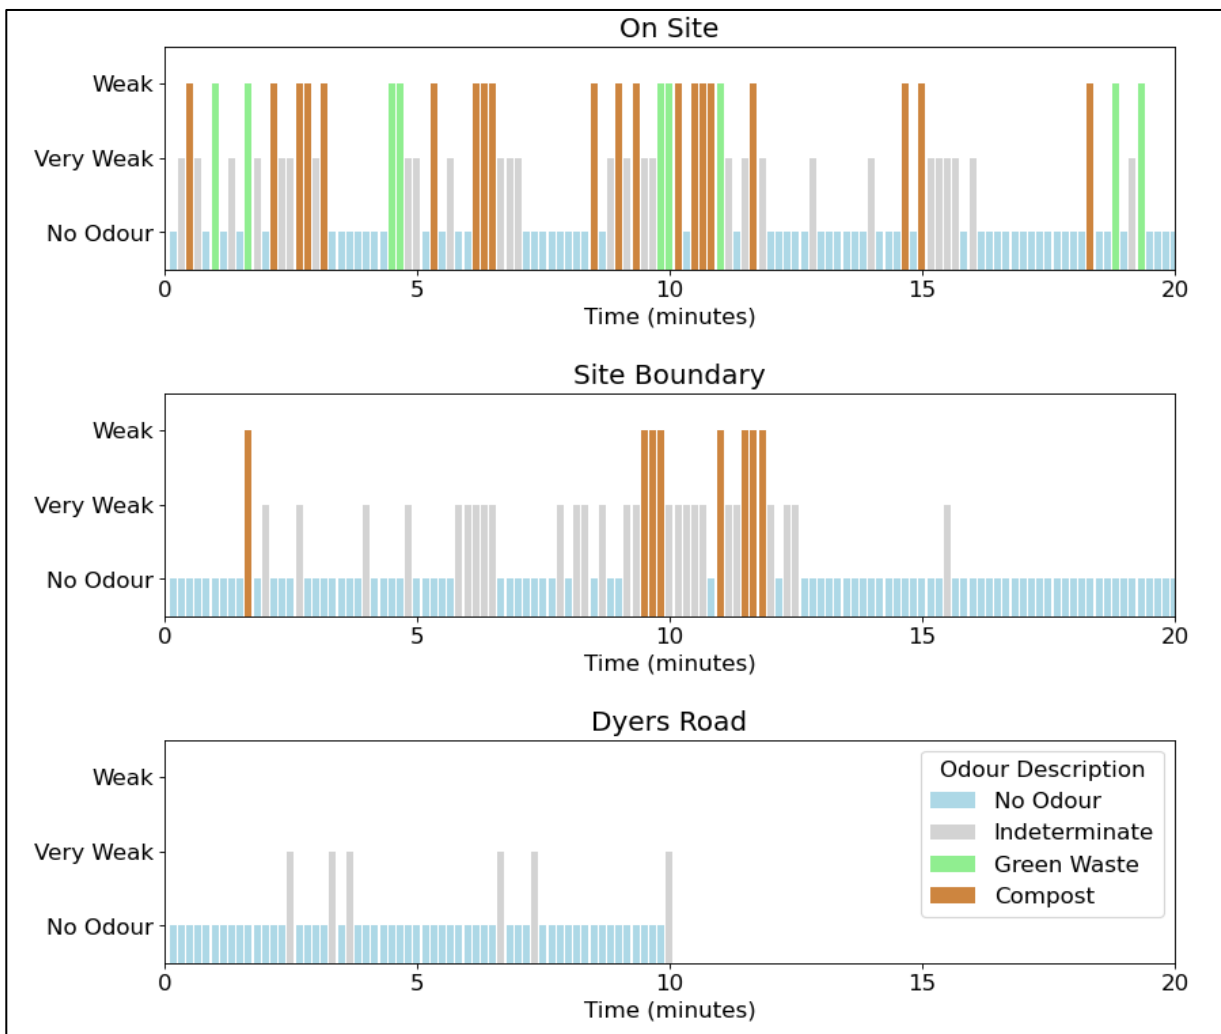 On Site
Weak
Very Weak
No Odour
0 5 10 15 20
Time (minutes)
Site Boundary
Weak
Very Weak
No Odour
0 5 10 15 20
Time (minutes)
Dyers Road
Weak
Very Weak
No Odour
Odour Description
No Odour
Indeterminate
Green Waste
Compost
0 5 10 15 20
Time (minutes)